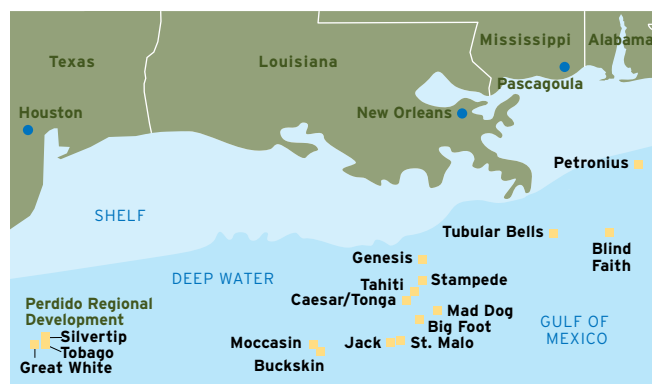 Mississippi
Alabama
Texas
Louisiana
Pascagoula
Houston
New Orleans
Petronius
SHELF
Tubular Bells
Blind
Faith
Genesis
DEEP WATER
Stampede
Tahiti
Caesar/Tonga
Perdido Regional
Development
Mad Dog
Big Foot
GULF OF
MEXICO
Silvertip
Tobago
Great White
Moccasin
Buckskin
Jack
St. Malo